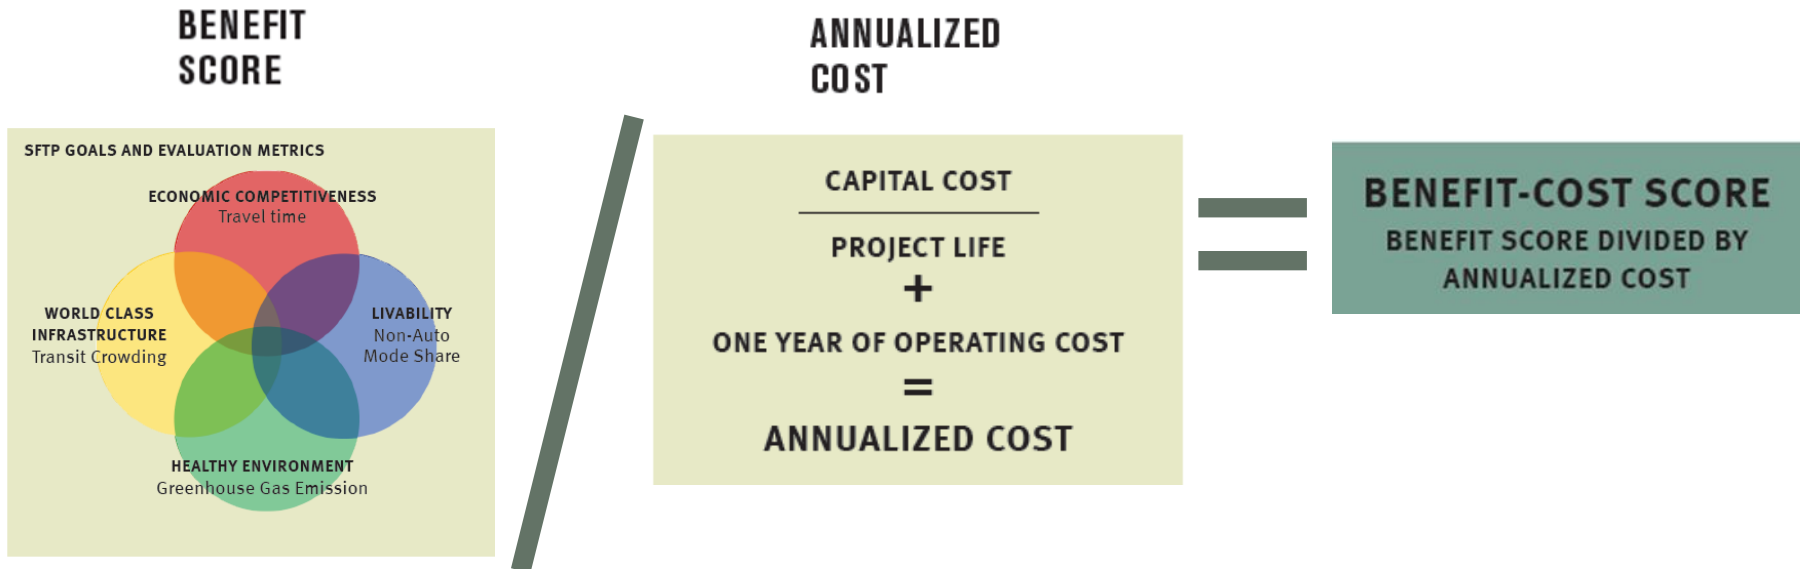 BENEFIT
SCORE
SFTP GOALS AND EVALUATION METRICS
ECONOMIC COMPETITIVENESS
Travel time
WORLD CLASS
INFRASTRUCTURE
Transit Crowding
LIVABILITY
Non-Auto
Mode Share
HEALTHY ENVIRONMENT
Greenhouse Gas Emission
ANNUALIZED
COST
CAPITAL COST
PROJECT LIFE
+
ONE YEAR OF OPERATING COST
=
ANNUALIZED COST
BENEFIT-COST SCORE
BENEFIT SCORE DIVIDED BY
ANNUALIZED COST